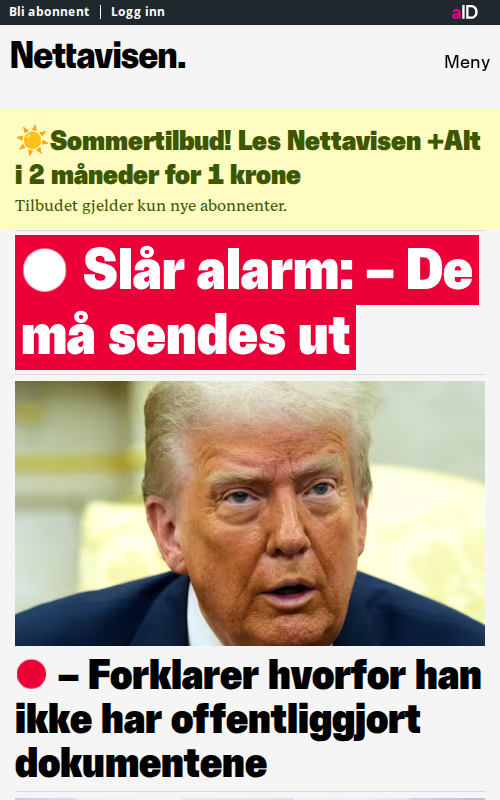 Bli abonnent | Logg inn
aID
Nettavisen.
Meny
Sommertilbud! Les Nettavisen +Alt
i 2 måneder for 1 krone
Tilbudet gjelder kun nye abonnenter.
Slår alarm: – De
må sendes ut
– Forklarer hvorfor han
ikke har offentliggjort
dokumentene